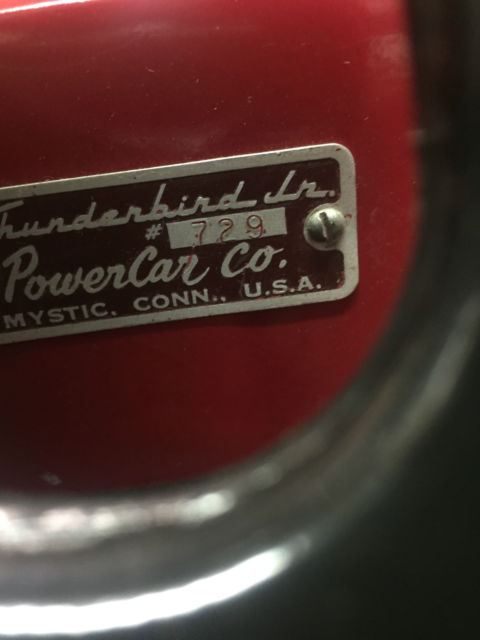 Thunderbird Jr.
# 729
PowerCar Co.
MYSTIC, CONN., U.S.A.